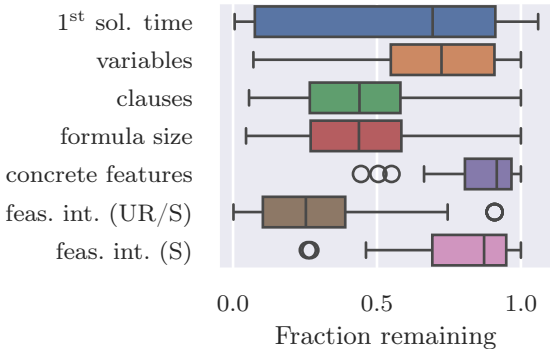 1st sol. time
variables
clauses
formula size
concrete features
feas. int. (UR/S)
feas. int. (S)
0.0 0.5 1.0
Fraction remaining